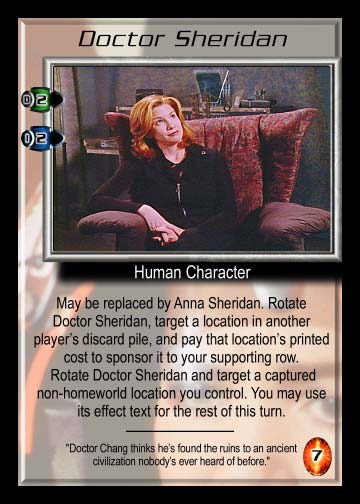 Doctor Sheridan
2
2
Human Character
May be replaced by Anna Sheridan. Rotate
Doctor Sheridan, target a location in another
player's discard pile, and pay that location's printed
cost to sponsor it to your supporting row.
Rotate Doctor Sheridan and target a captured
non-homeworld location you control. You may use
its effect text for the rest of this turn.
"Doctor Chang thinks he's found the ruins to an ancient
civilization nobody's ever heard of before."
7